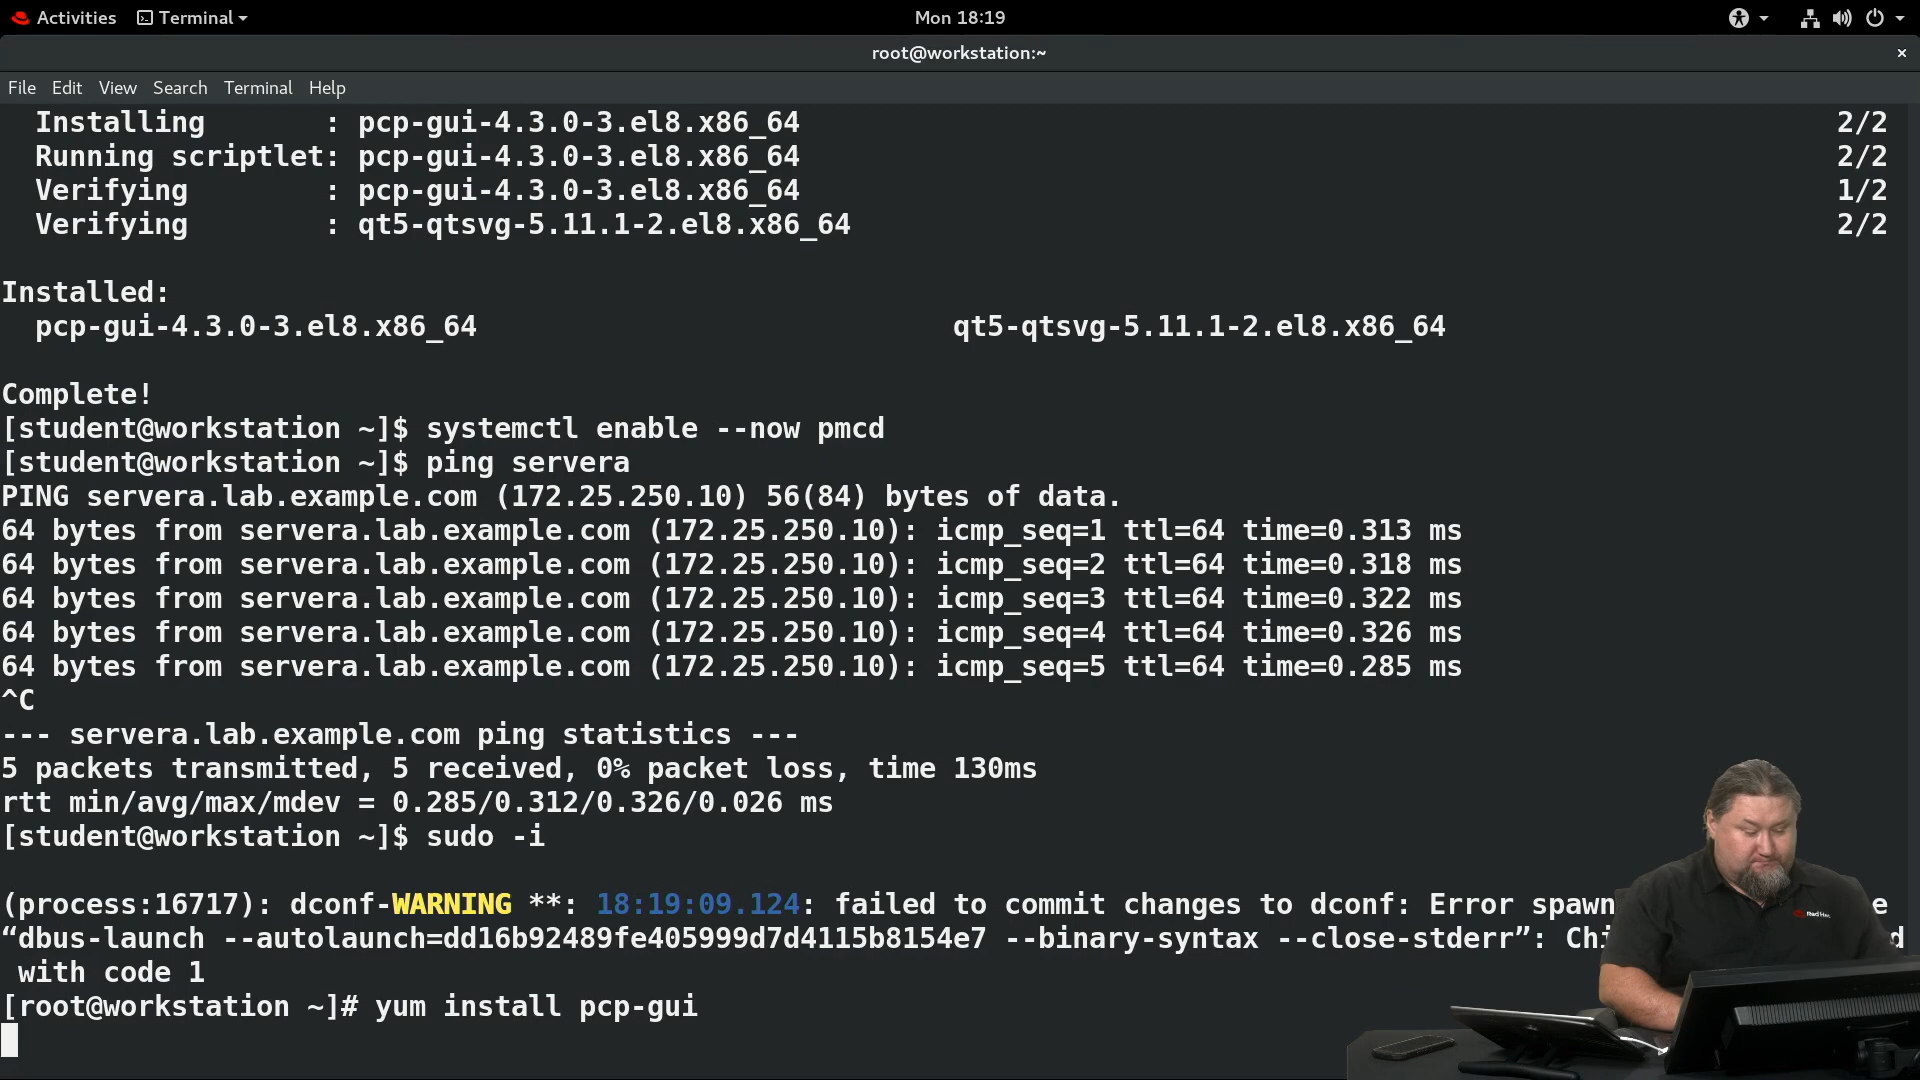 Activities Terminal Mon 18:19
root@workstation:~ ×
File Edit View Search Terminal Help
Installing : pcp-gui-4.3.0-3.el8.x86_64 2/2
Running scriptlet: pcp-gui-4.3.0-3.el8.x86_64 2/2
Verifying : pcp-gui-4.3.0-3.el8.x86_64 1/2
Verifying : qt5-qtsvg-5.11.1-2.el8.x86_64 2/2
Installed:
pcp-gui-4.3.0-3.el8.x86_64 qt5-qtsvg-5.11.1-2.el8.x86_64
Complete!
[student@workstation ~]$ systemctl enable --now pmcd
[student@workstation ~]$ ping servera
PING servera.lab.example.com (172.25.250.10) 56(84) bytes of data.
64 bytes from servera.lab.example.com (172.25.250.10): icmp_seq=1 ttl=64 time=0.313 ms
64 bytes from servera.lab.example.com (172.25.250.10): icmp_seq=2 ttl=64 time=0.318 ms
64 bytes from servera.lab.example.com (172.25.250.10): icmp_seq=3 ttl=64 time=0.322 ms
64 bytes from servera.lab.example.com (172.25.250.10): icmp_seq=4 ttl=64 time=0.326 ms
64 bytes from servera.lab.example.com (172.25.250.10): icmp_seq=5 ttl=64 time=0.285 ms
^C
--- servera.lab.example.com ping statistics ---
5 packets transmitted, 5 received, 0% packet loss, time 130ms
rtt min/avg/max/mdev = 0.285/0.312/0.326/0.026 ms
[student@workstation ~]$ sudo -i
(process:16717): dconf-WARNING **: 18:19:09.124: failed to commit changes to dconf: Error
“dbus-launch --autolaunch=dd16b92489fe405999d7d4115b8154e7 --binary-syntax --close-stderr”:
with code 1
[root@workstation ~]# yum install pcp-gui